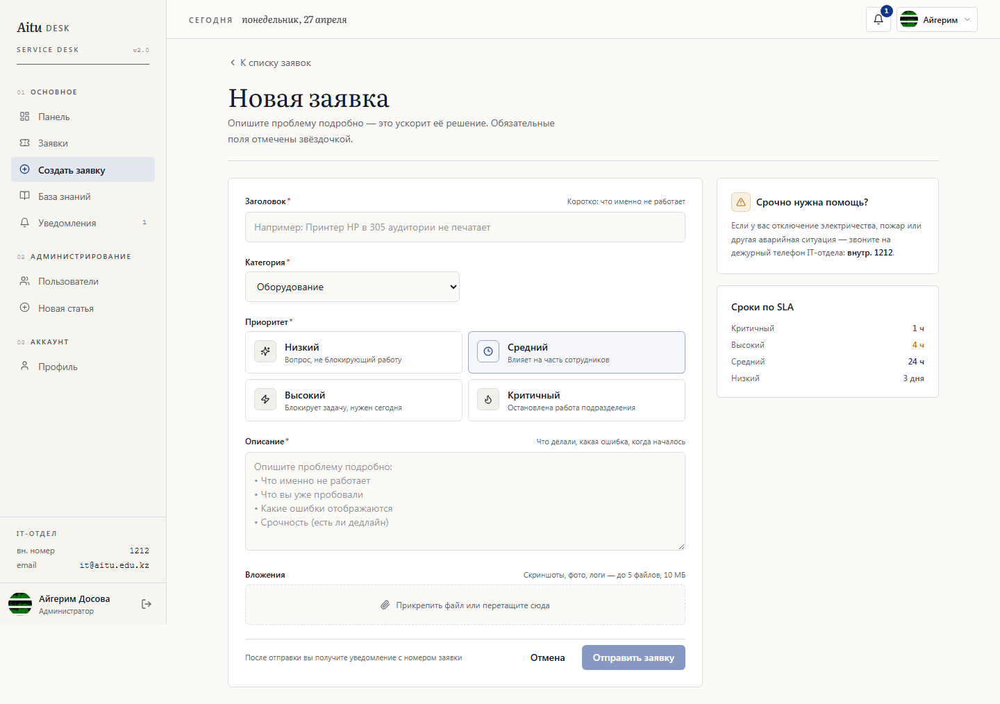 Aitu DESK
SERVICE DESK v2.0
01 ОСНОВНОЕ
Панель
Заявки
Создать заявку
База знаний
Уведомления 1
02 АДМИНИСТРИРОВАНИЕ
Пользователи
Новая статья
03 АККАУНТ
Профиль
IT-ОТДЕЛ
вн. номер 1212
email it@aitu.edu.kz
Айгерим Досова
Администратор
СЕГОДНЯ понедельник, 27 апреля
1
Айгерим
К списку заявок
Новая заявка
Опишите проблему подробно — это ускорит её решение. Обязательные
поля отмечены звёздочкой.
Заголовок* Коротко: что именно не работает
Например: Принтер HP в 305 аудитории не печатает
Категория*
Оборудование
Приоритет*
Низкий
Вопрос, не блокирующий работу
Средний
Влияет на часть сотрудников
Высокий
Блокирует задачу, нужен сегодня
Критичный
Остановлена работа подразделения
Описание* Что делали, какая ошибка, когда началось
Опишите проблему подробно:
• Что именно не работает
• Что вы уже пробовали
• Какие ошибки отображаются
• Срочность (есть ли дедлайн)
Вложения Скриншоты, фото, логи — до 5 файлов, 10 МБ
Прикрепить файл или перетащите сюда
После отправки вы получите уведомление с номером заявки
Отмена
Отправить заявку
Срочно нужна помощь?
Если у вас отключение электричества, пожар или
другая аварийная ситуация — звоните на
дежурный телефон IT-отдела: внутр. 1212.
Сроки по SLA
Критичный 1 ч
Высокий 4 ч
Средний 24 ч
Низкий 3 дня